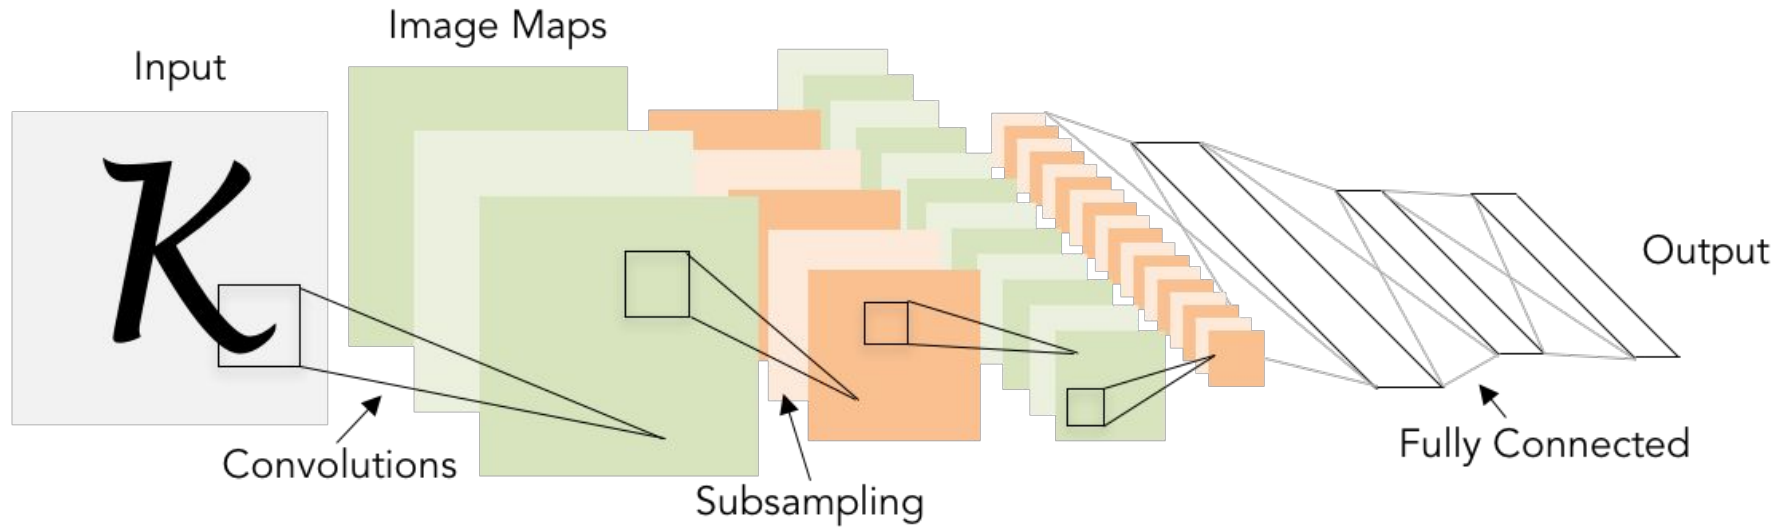 Image Maps
Input
K
Output
Convolutions
Fully Connected
Subsampling